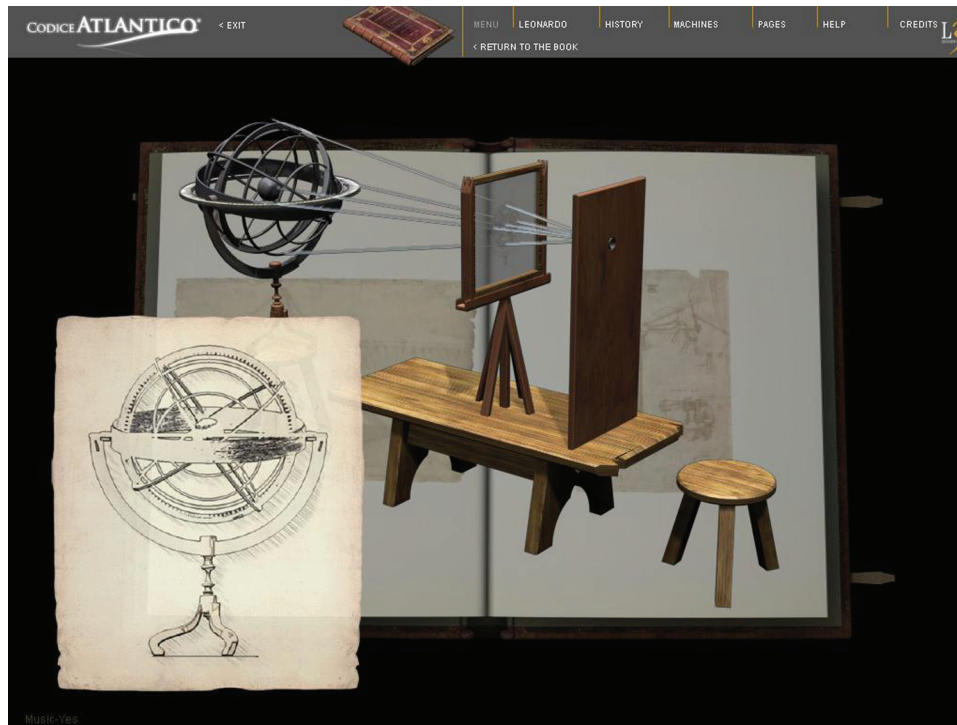 CODICE ATLANTICO®
< EXIT
MENU
LEONARDO
HISTORY
MACHINES
PAGES
HELP
CREDITS
< RETURN TO THE BOOK
Music-Yes